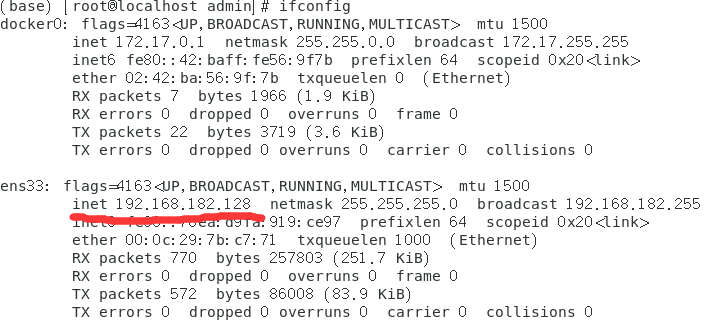 (base) [root@localhost admin]# ifconfig
docker0: flags=4163<UP,BROADCAST,RUNNING,MULTICAST> mtu 1500
inet 172.17.0.1 netmask 255.255.0.0 broadcast 172.17.255.255
inet6 fe80::42:baff:fe56:9f7b prefixlen 64 scopeid 0x20<link>
ether 02:42:ba:56:9f:7b txqueuelen 0 (Ethernet)
RX packets 7 bytes 1966 (1.9 KiB)
RX errors 0 dropped 0 overruns 0 frame 0
TX packets 22 bytes 3719 (3.6 KiB)
TX errors 0 dropped 0 overruns 0 carrier 0 collisions 0
ens33: flags=4163<UP,BROADCAST,RUNNING,MULTICAST> mtu 1500
inet 192.168.182.128 netmask 255.255.255.0 broadcast 192.168.182.255
prefixlen 64 scopeid 0x20<link>
ether 00:0c:29:7b:c7:71 txqueuelen 1000 (Ethernet)
RX packets 770 bytes 257803 (251.7 KiB)
RX errors 0 dropped 0 overruns 0 frame 0
TX packets 572 bytes 86008 (83.9 KiB)
TX errors 0 dropped 0 overruns 0 carrier 0 collisions 0